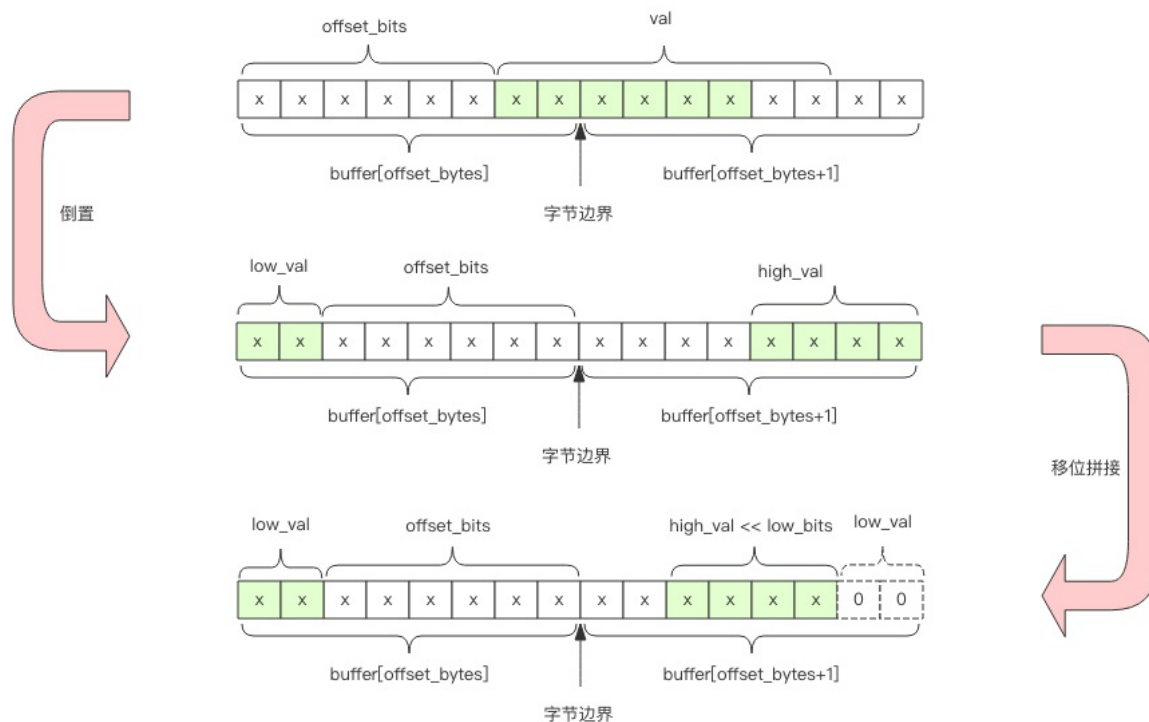 offset_bits val
x x x x x x x x x x x x x x x x
buffer[offset_bytes] buffer[offset_bytes+1]
倒置
字节边界
low_val offset_bits high_val
x x x x x x x x x x x x x x x x
buffer[offset_bytes] buffer[offset_bytes+1]
字节边界
移位拼接
low_val offset_bits high_val << low_bits low_val
x x x x x x x x x x x x x x 0 0
buffer[offset_bytes] buffer[offset_bytes+1]
字节边界